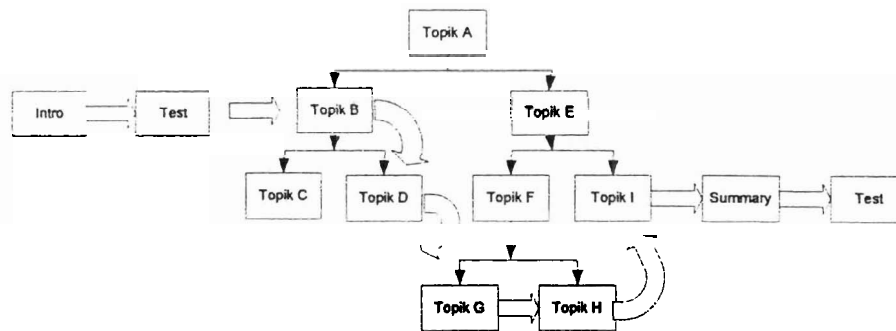 Topik A
Intro
Test
Topik B
Topik E
Topik C
Topik D
Topik F
Topik I
Summary
Test
Topik G
Topik H